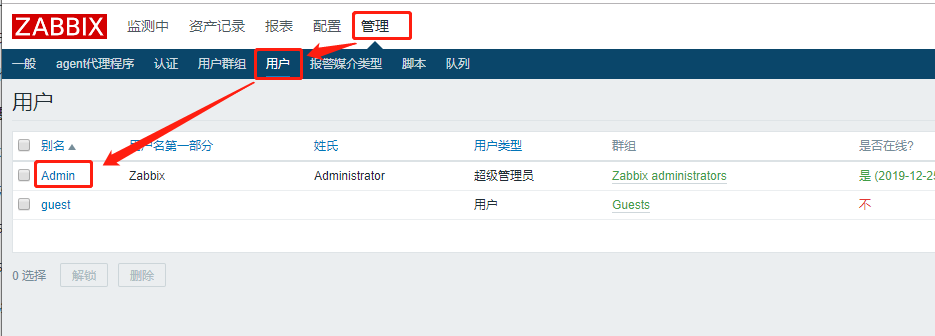 ZABBIX 监测中 资产记录 报表 配置 管理
一般 agent代理程序 认证 用户群组 用户 报警媒介类型 脚本 队列
用户
别名 用户名第一部分 姓氏 用户类型 群组 是否在线?
Admin Zabbix Administrator 超级管理员 Zabbix administrators 是 (2019-12-25
guest 用户 Guests 不
0 选择 解锁 删除